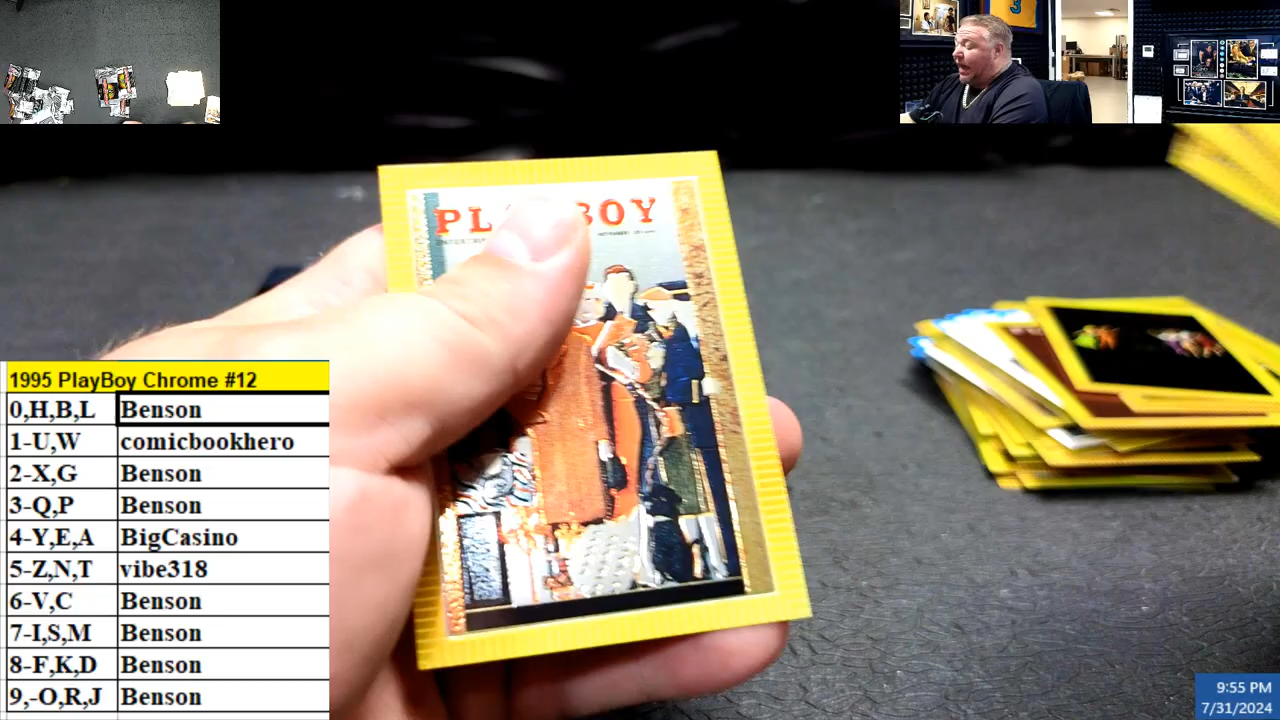 3
PLAYBOY
1995 PlayBoy Chrome #12
0,H,B,L Benson
1-U,W comicbookhero
2-X,G Benson
3-Q,P Benson
4-Y,E,A BigCasino
5-Z,N,T vibe318
6-V,C Benson
7-I,S,M Benson
8-F,K,D Benson
9,-O,R,J Benson
9:55 PM
7/31/2024